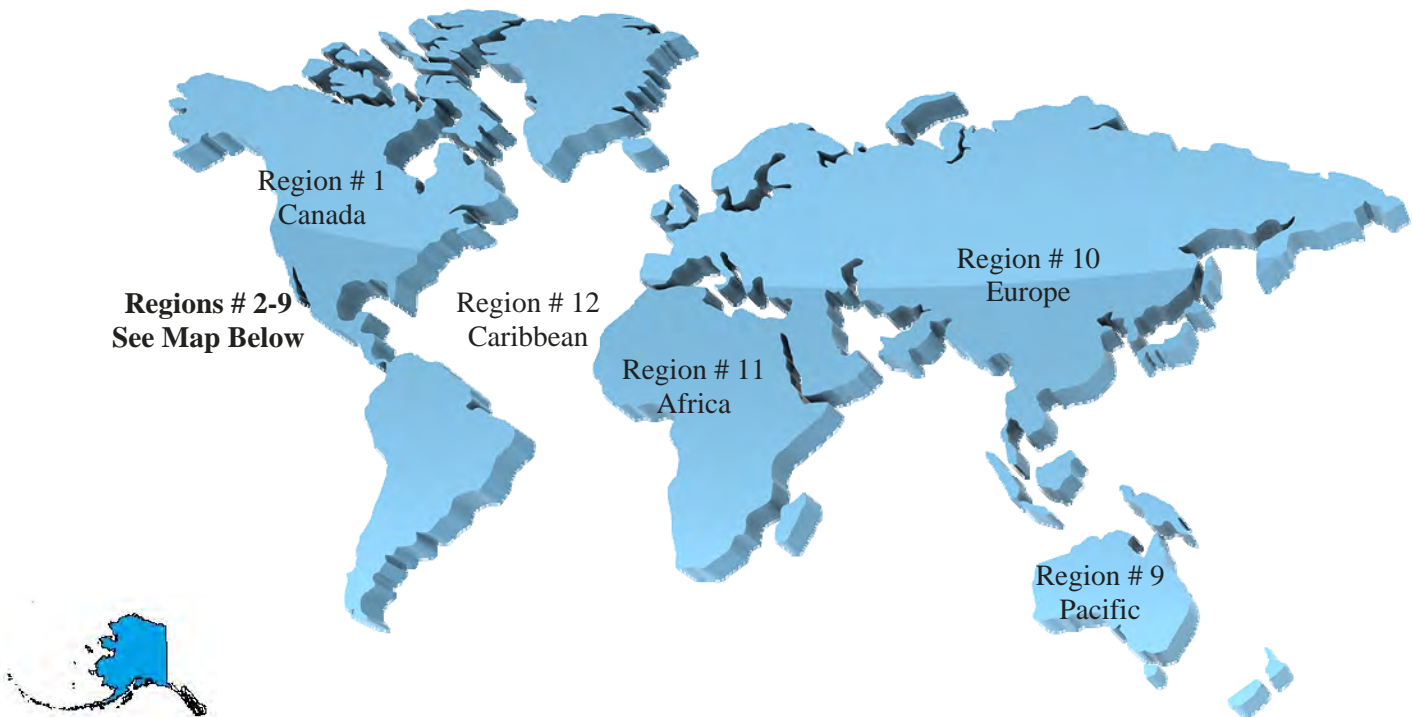 Region # 1
Canada
Regions # 2-9
See Map Below
Region # 12
Caribbean
Region # 10
Europe
Region # 11
Africa
Region # 9
Pacific